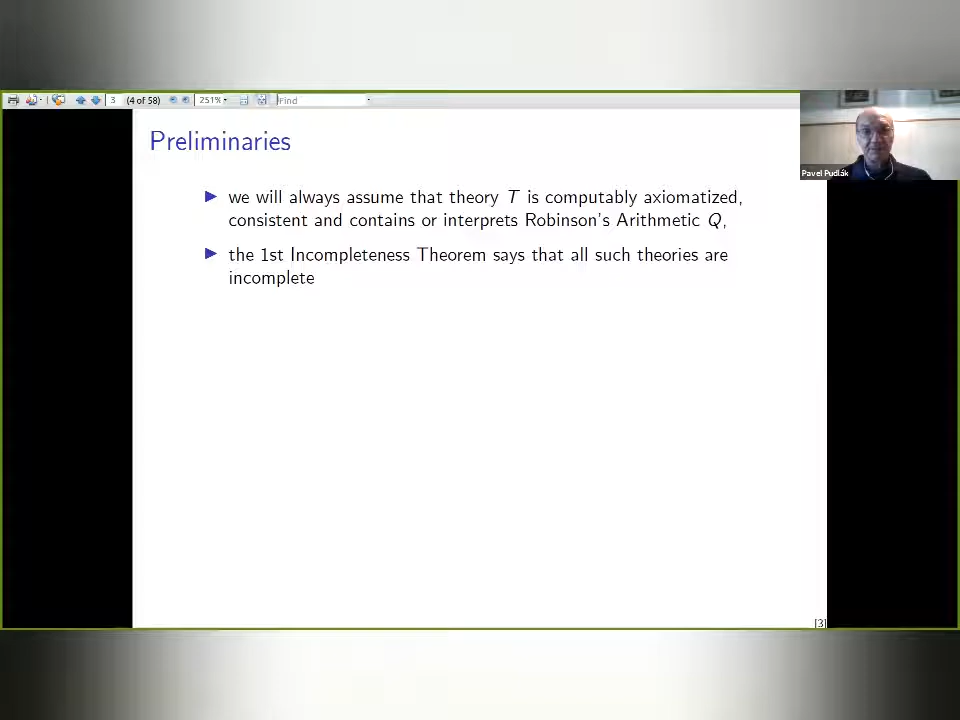 3 (4 of 58) 251% Find
Preliminaries
Pavel Pudlák
▶ we will always assume that theory T is computably axiomatized,
consistent and contains or interprets Robinson's Arithmetic Q,
▶ the 1st Incompleteness Theorem says that all such theories are
incomplete
[3]